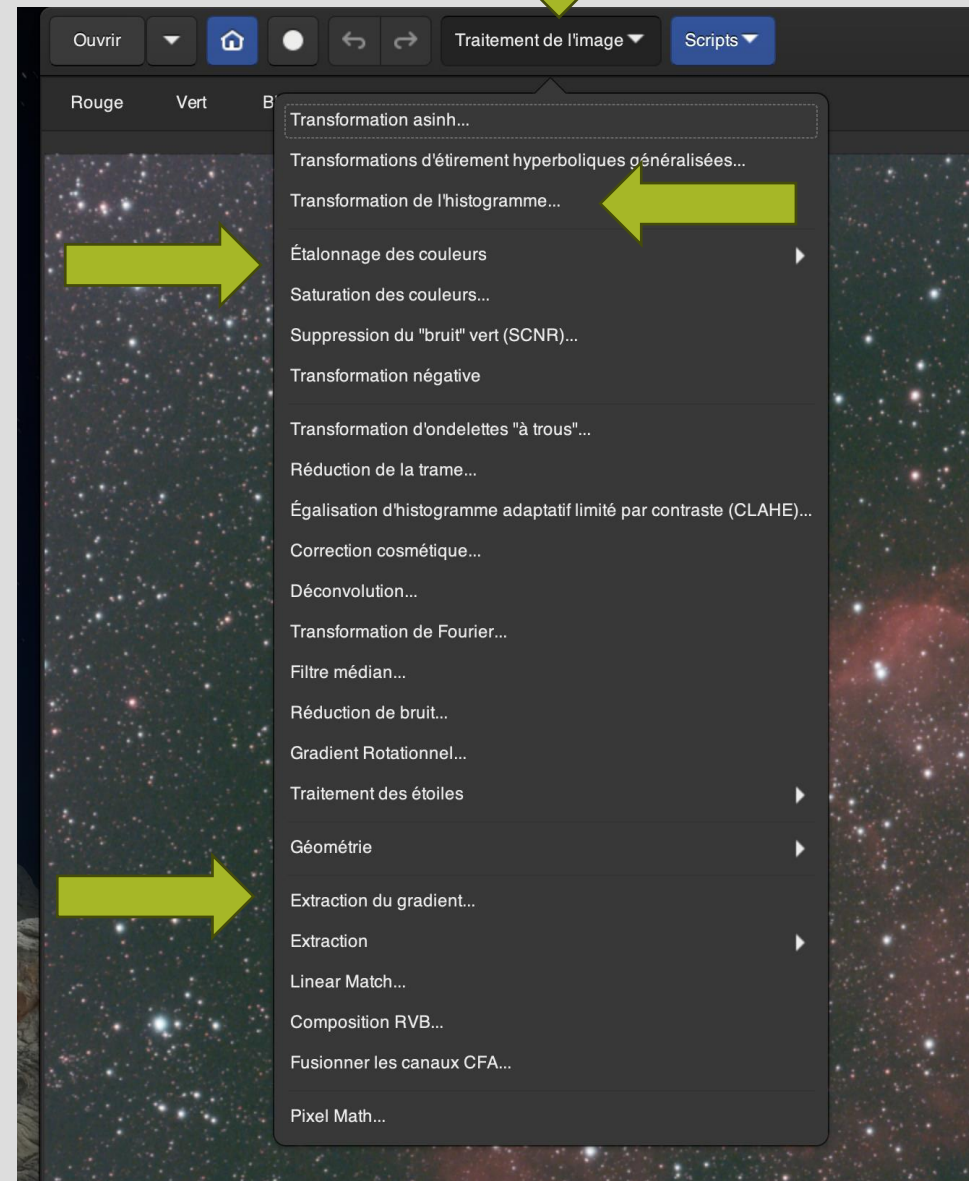 Ouvrir Traitement de l'image Scripts
Rouge Vert B
Transformation asinh...
Transformations d'étirement hyperboliques généralisées...
Transformation de l'histogramme...
Étalonnage des couleurs
Saturation des couleurs...
Suppression du "bruit" vert (SCNR)...
Transformation négative
Transformation d'ondelettes "à trous"...
Réduction de la trame...
Égalisation d'histogramme adaptatif limité par contraste (CLAHE)...
Correction cosmétique...
Déconvolution...
Transformation de Fourier...
Filtre médian...
Réduction de bruit...
Gradient Rotationnel...
Traitement des étoiles
Géométrie
Extraction du gradient...
Extraction
Linear Match...
Composition RVB...
Fusionner les canaux CFA...
Pixel Math...